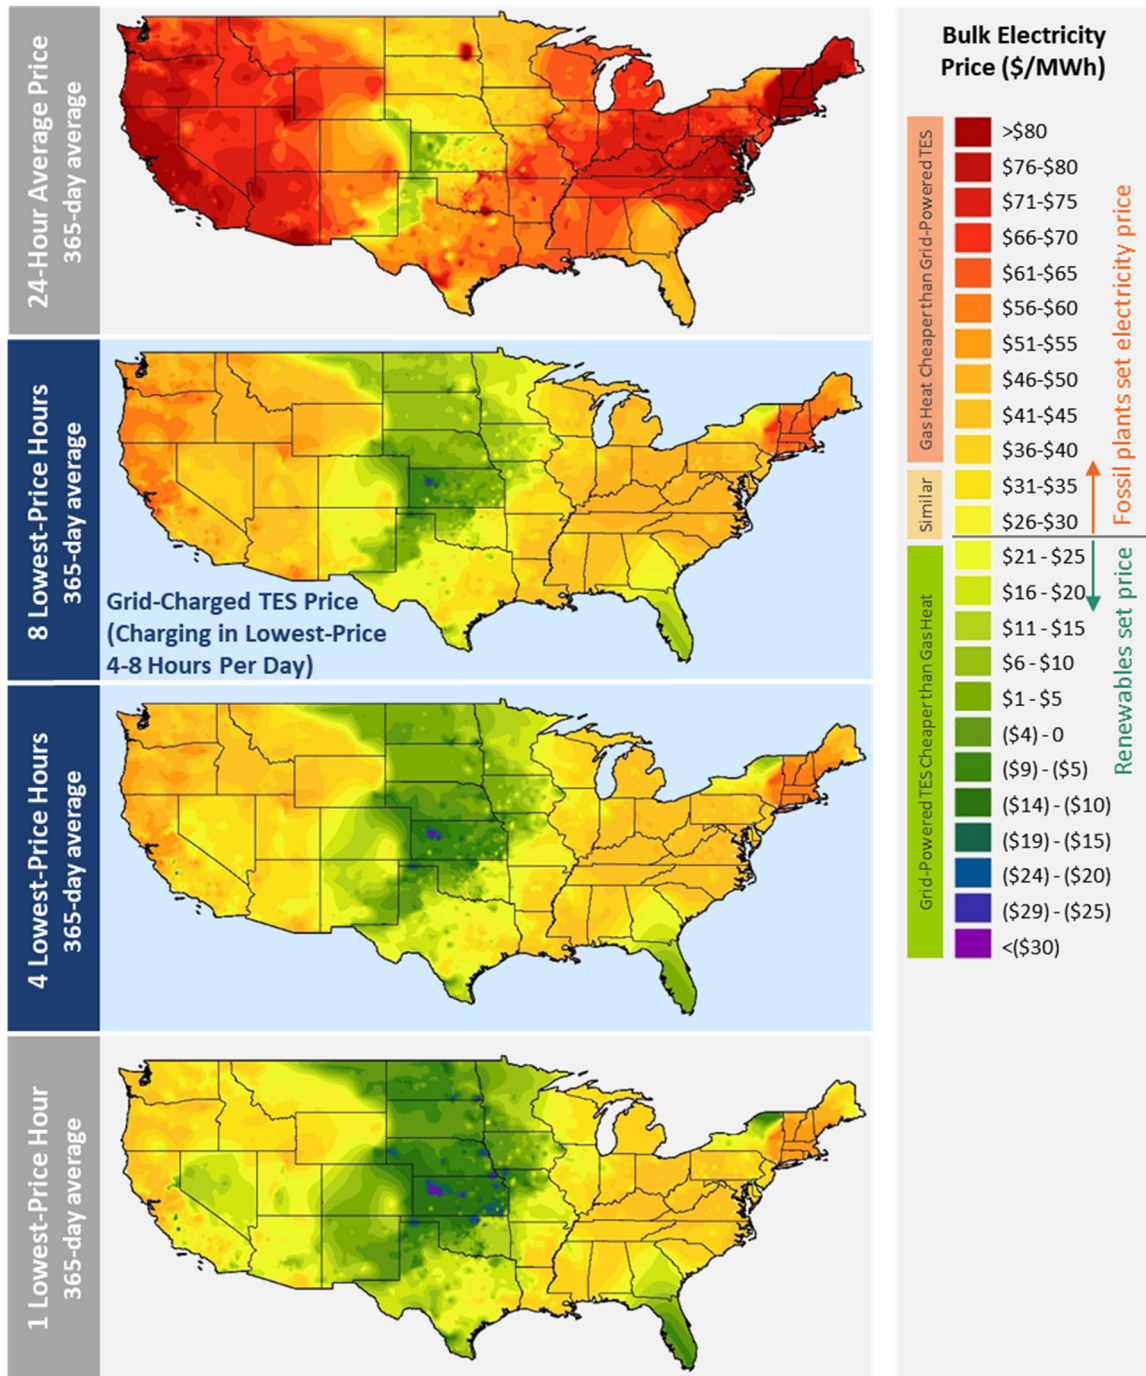 24-Hour Average Price
365-day average
8 Lowest-Price Hours
365-day average
Grid-Charged TES Price
(Charging in Lowest-Price
4-8 Hours Per Day)
4 Lowest-Price Hours
365-day average
1 Lowest-Price Hour
365-day average
Bulk Electricity
Price ($/MWh)
>$80
$76-$80
$71-$75
$66-$70
$61-$65
$56-$60
$51-$55
$46-$50
$41-$45
$36-$40
$31-$35
$26-$30
$21 - $25
$16 - $20
$11 - $15
$6 - $10
$1 - $5
($4) - 0
($9) - ($5)
($14) - ($10)
($19) - ($15)
($24) - ($20)
($29) - ($25)
<($30)
Gas Heat Cheaper than Grid-Powered TES
Similar
Grid-Powered TES Cheaper than Gas Heat
Fossil plants set electricity price
Renewables set price